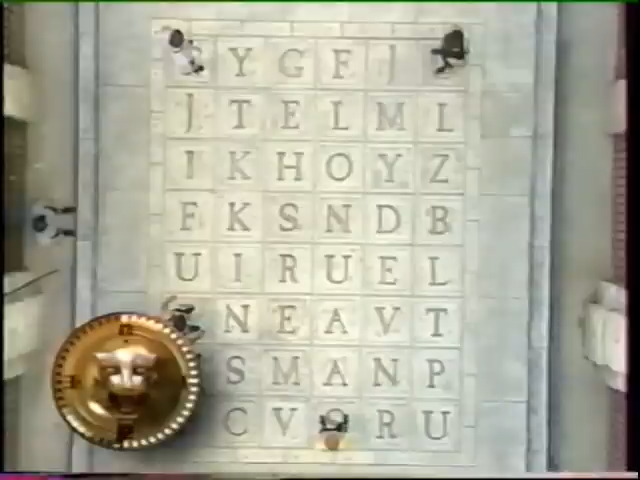 Y G F J
J T E L M L
I K H O Y Z
F K S N D B
U I R U E L
N E A V T
S M A N P
C V R U